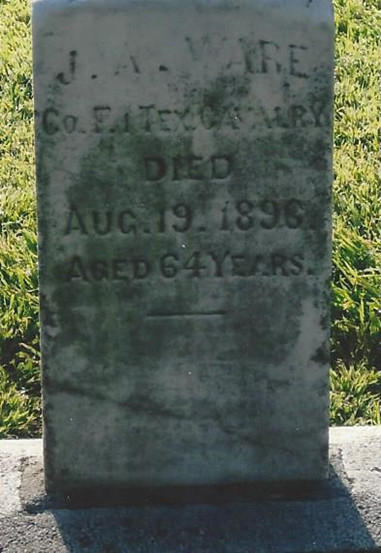 J. A. WARE
CO. F. 1 TEX. CAVALRY
DIED
AUG. 19. 1896.
AGED 64 YEARS.